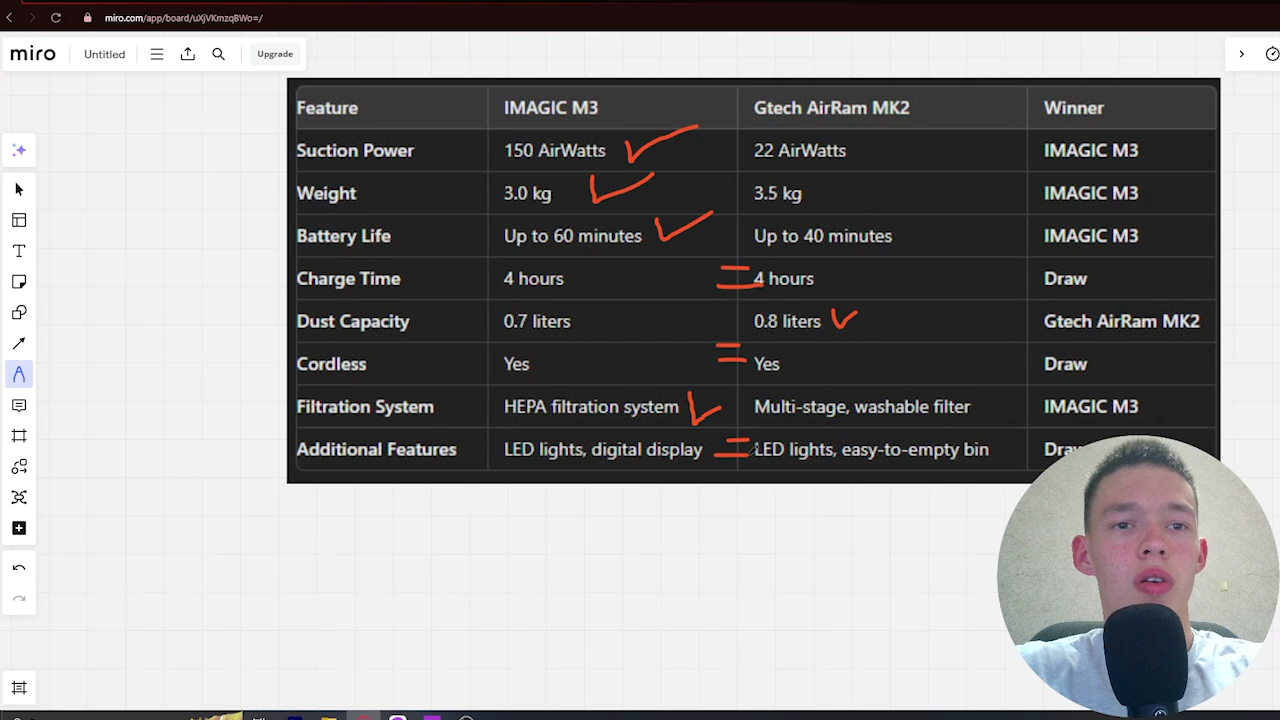 miro.com/app/board/uXjVKmzqBWo=/
miro Untitled Upgrade
Feature IMAGIC M3 Gtech AirRam MK2 Winner
Suction Power 150 AirWatts 22 AirWatts IMAGIC M3
Weight 3.0 kg 3.5 kg IMAGIC M3
Battery Life Up to 60 minutes Up to 40 minutes IMAGIC M3
Charge Time 4 hours 4 hours Draw
Dust Capacity 0.7 liters 0.8 liters Gtech AirRam MK2
Cordless Yes Yes Draw
Filtration System HEPA filtration system Multi-stage, washable filter IMAGIC M3
Additional Features LED lights, digital display LED lights, easy-to-empty bin